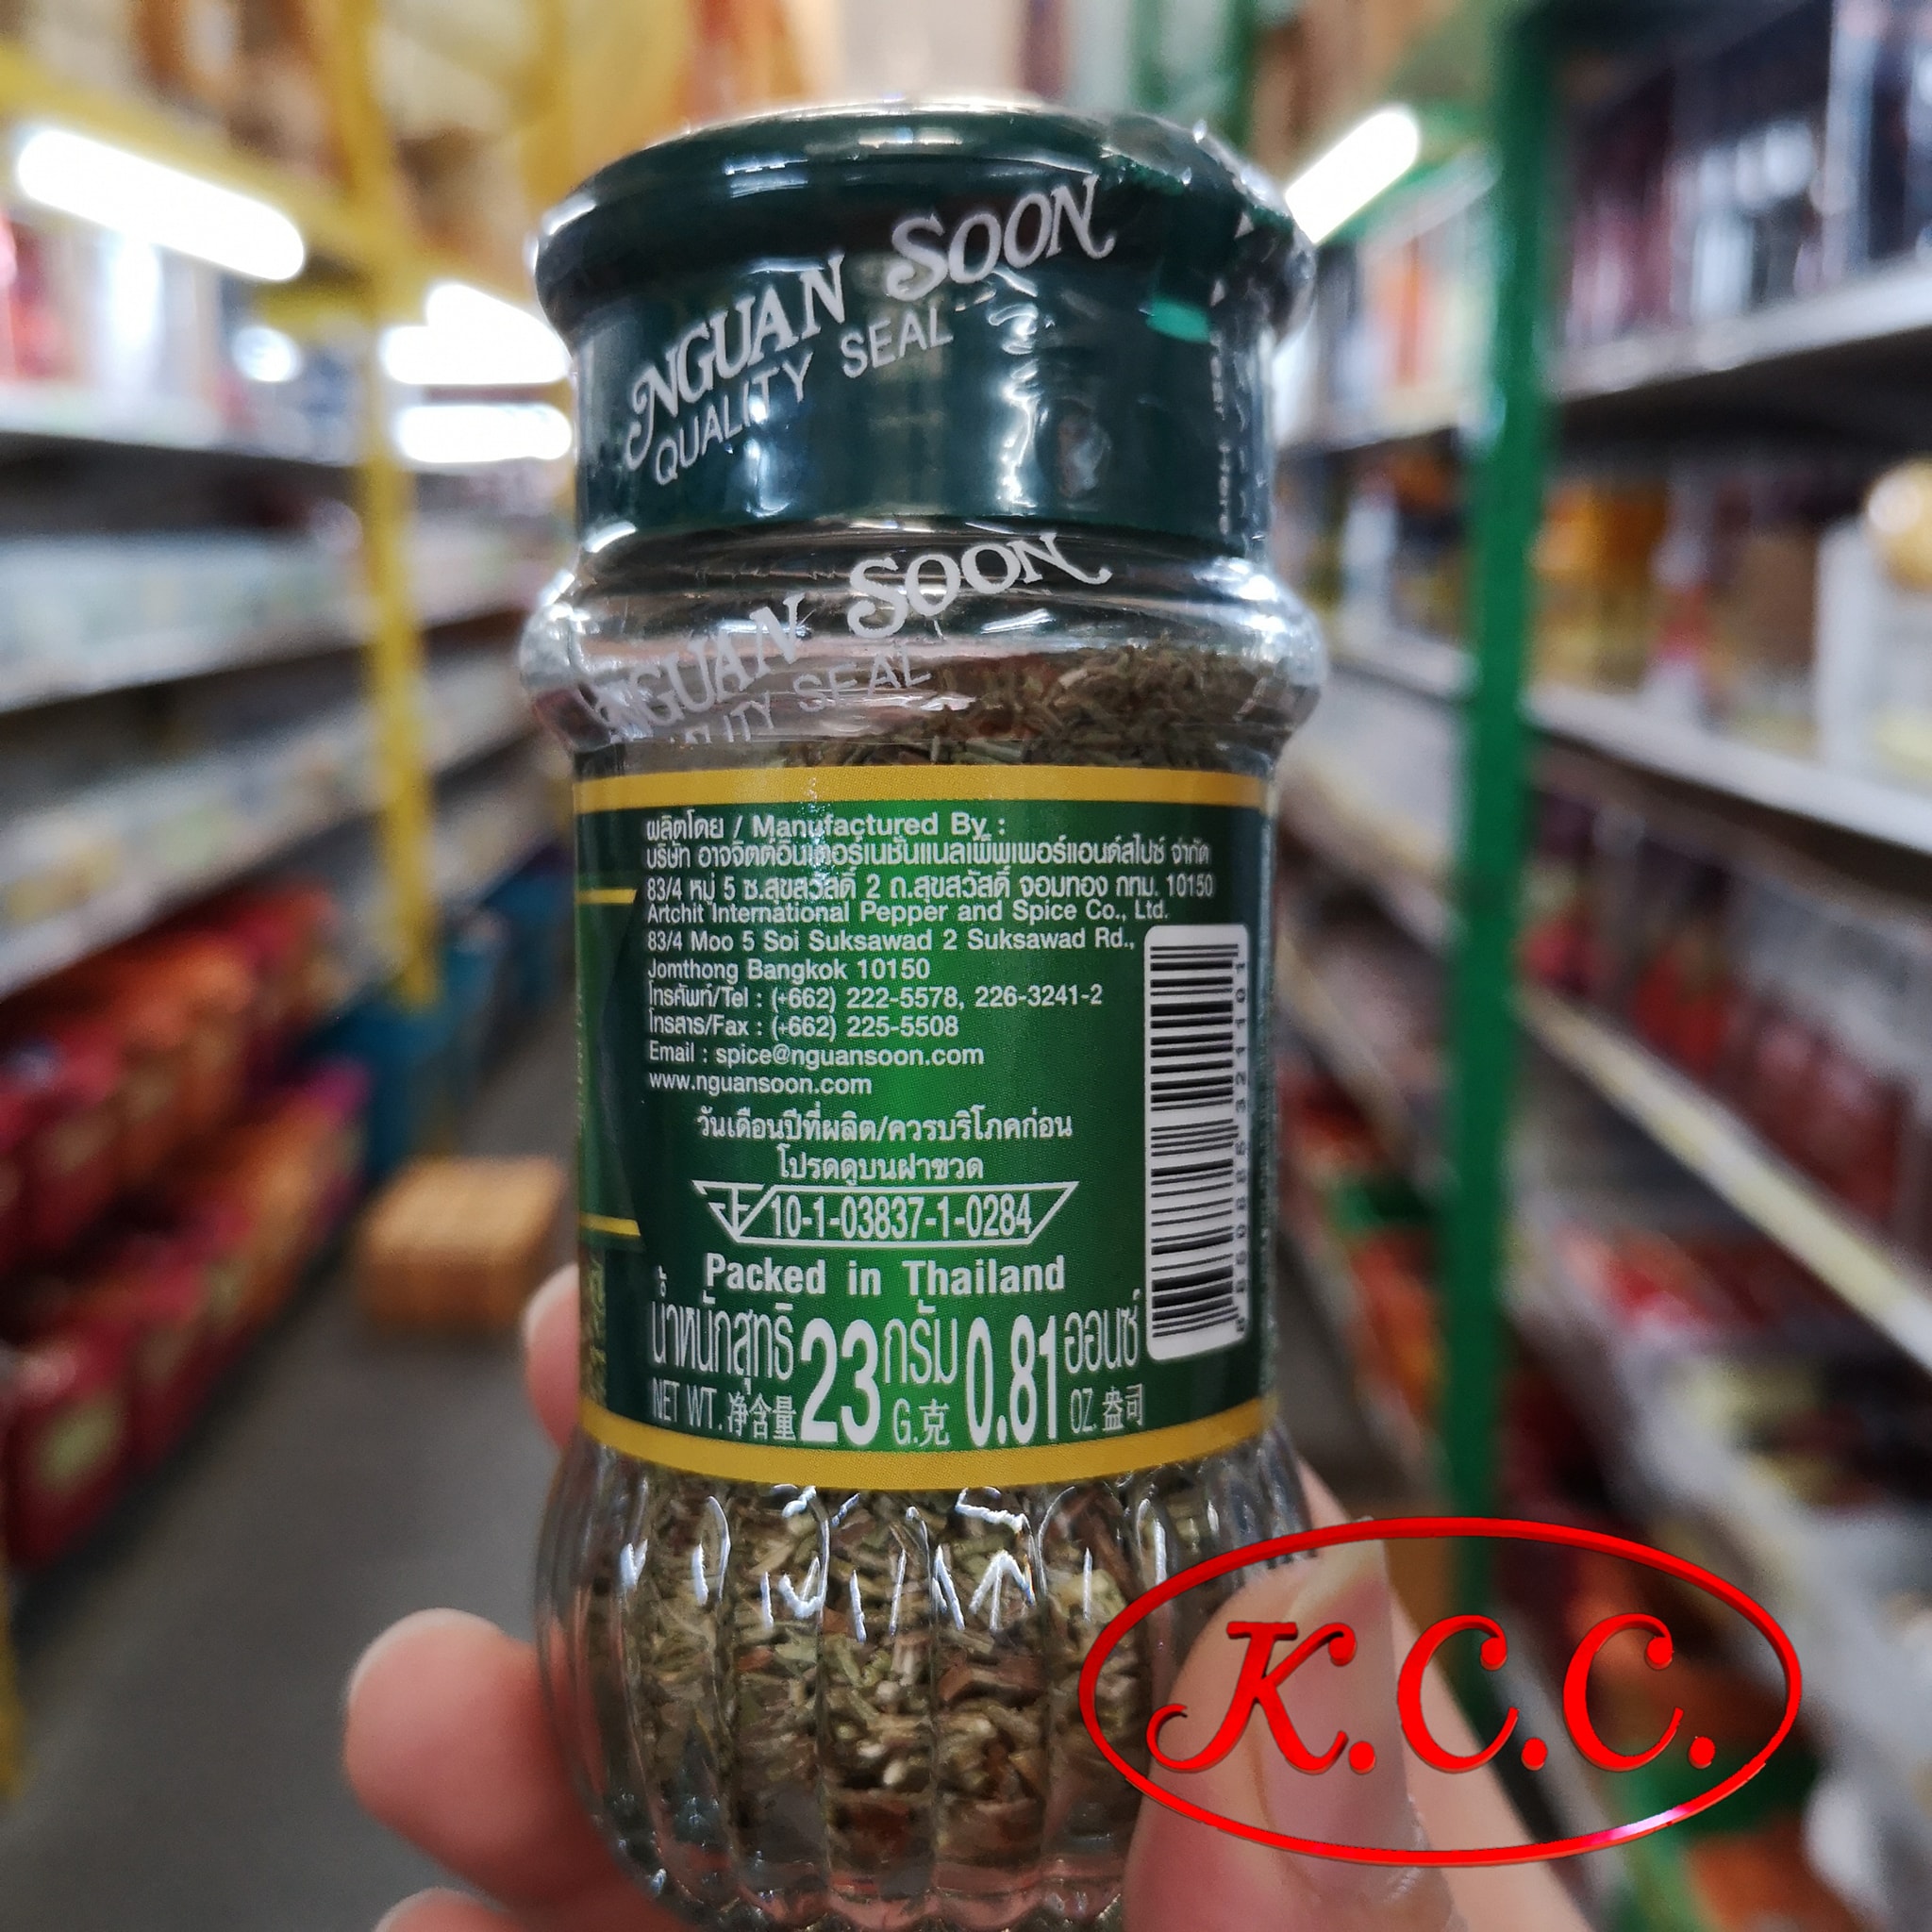 NGUAN SOON
QUALITY SEAL
NGUAN SOON
SEAL
ผลิตโดย / Manufactured By :
บริษัท อาจจิตต์อินเตอร์เนชั่นแนลเพ็พเพอร์แอนด์สไปซ์ จำกัด
83/4 หมู่ 5 ซ.สุขสวัสดิ์ 2 ถ.สุขสวัสดิ์ จอมทอง กทม. 10150
Artchit International Pepper and Spice Co., Ltd.
83/4 Moo 5 Soi Suksawad 2 Suksawad Rd.,
Jomthong Bangkok 10150
โทรศัพท์/Tel : (+662) 222-5578, 226-3241-2
โทรสาร/Fax : (+662) 225-5508
Email : spice@nguansoon.com
www.nguansoon.com
วันเดือนปีที่ผลิต/ควรบริโภคก่อน
โปรดดูบนฝาขวด
10-1-03837-1-0284
Packed in Thailand
น้ำหนักสุทธิ 23 กรัม 0.81 ออนซ์
NET WT. 净含量 G.克 OZ. 盎司
K.C.C.